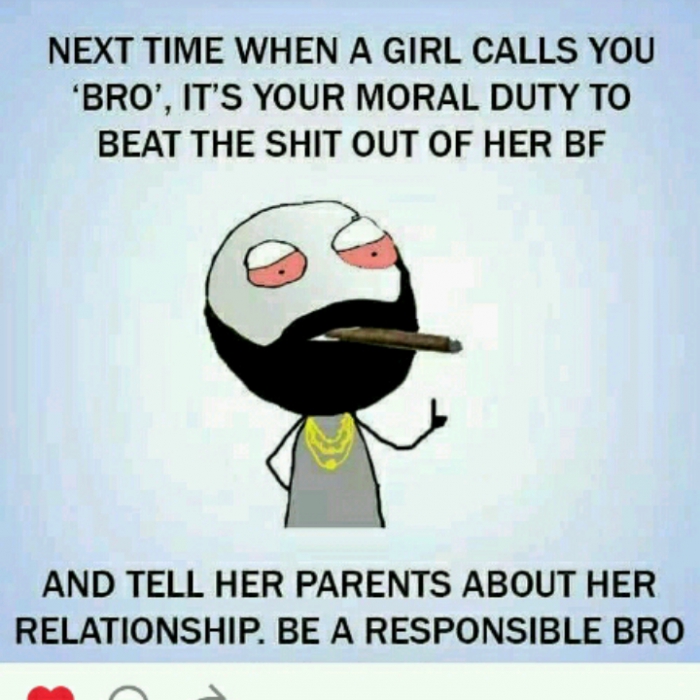 NEXT TIME WHEN A GIRL CALLS YOU
‘BRO’, IT’S YOUR MORAL DUTY TO
BEAT THE SHIT OUT OF HER BF
AND TELL HER PARENTS ABOUT HER
RELATIONSHIP. BE A RESPONSIBLE BRO